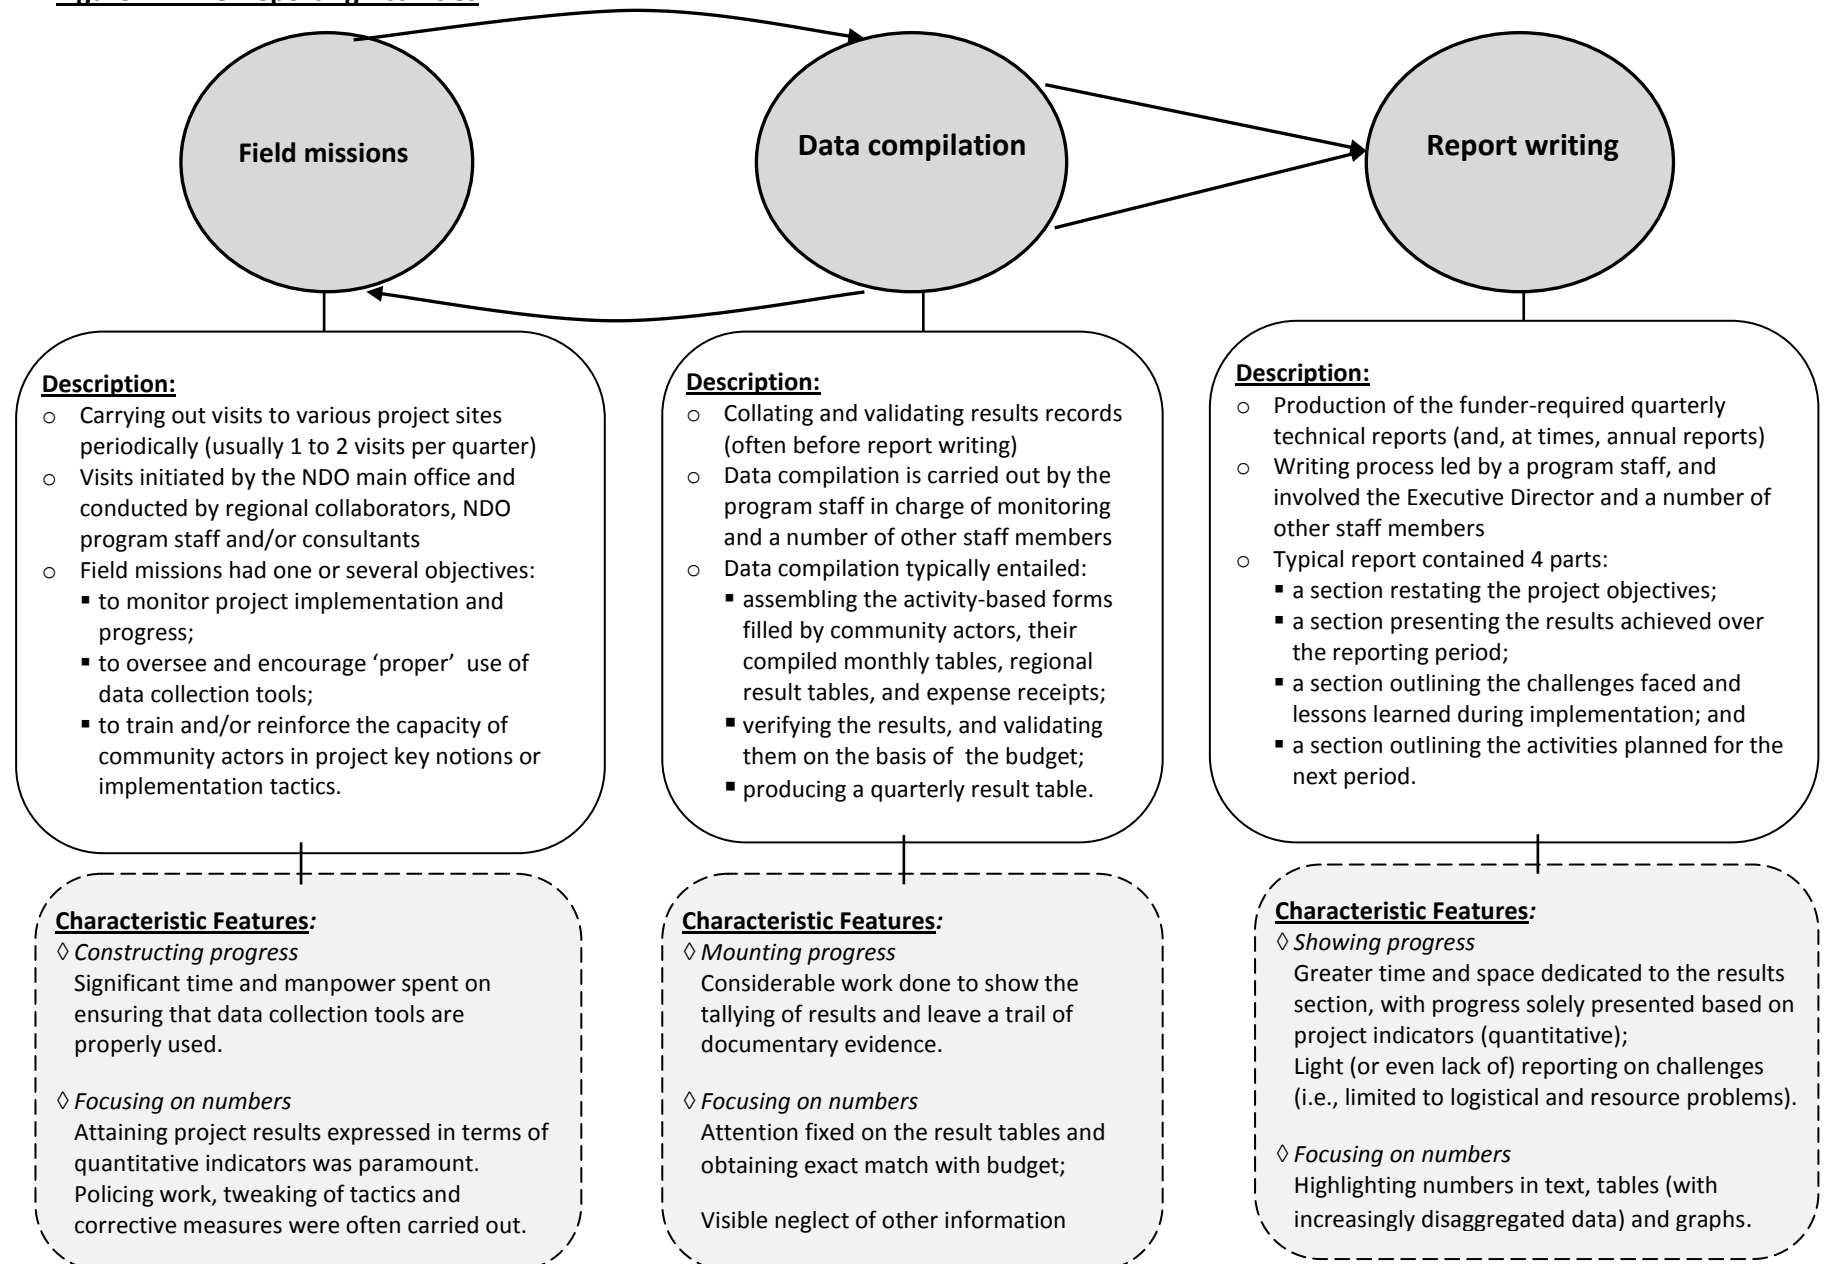 Field missions
Data compilation
Report writing
Description:
o Carrying out visits to various project sites
periodically (usually 1 to 2 visits per quarter)
o Visits initiated by the NDO main office and
conducted by regional collaborators, NDO
program staff and/or consultants
o Field missions had one or several objectives:
▪ to monitor project implementation and
progress;
▪ to oversee and encourage ‘proper’ use of
data collection tools;
▪ to train and/or reinforce the capacity of
community actors in project key notions or
implementation tactics.
Description:
o Collating and validating results records
(often before report writing)
o Data compilation is carried out by the
program staff in charge of monitoring
and a number of other staff members
o Data compilation typically entailed:
▪ assembling the activity-based forms
filled by community actors, their
compiled monthly tables, regional
result tables, and expense receipts;
▪ verifying the results, and validating
them on the basis of the budget;
▪ producing a quarterly result table.
Description:
o Production of the funder-required quarterly
technical reports (and, at times, annual reports)
o Writing process led by a program staff, and
involved the Executive Director and a number of
other staff members
o Typical report contained 4 parts:
▪ a section restating the project objectives;
▪ a section presenting the results achieved over
the reporting period;
▪ a section outlining the challenges faced and
lessons learned during implementation; and
▪ a section outlining the activities planned for the
next period.
Characteristic Features:
◊ Constructing progress
Significant time and manpower spent on
ensuring that data collection tools are
properly used.
◊ Focusing on numbers
Attaining project results expressed in terms of
quantitative indicators was paramount.
Policing work, tweaking of tactics and
corrective measures were often carried out.
Characteristic Features:
◊ Mounting progress
Considerable work done to show the
tallying of results and leave a trail of
documentary evidence.
◊ Focusing on numbers
Attention fixed on the result tables and
obtaining exact match with budget;
Visible neglect of other information
Characteristic Features:
◊ Showing progress
Greater time and space dedicated to the results
section, with progress solely presented based on
project indicators (quantitative);
Light (or even lack of) reporting on challenges
(i.e., limited to logistical and resource problems).
◊ Focusing on numbers
Highlighting numbers in text, tables (with
increasingly disaggregated data) and graphs.